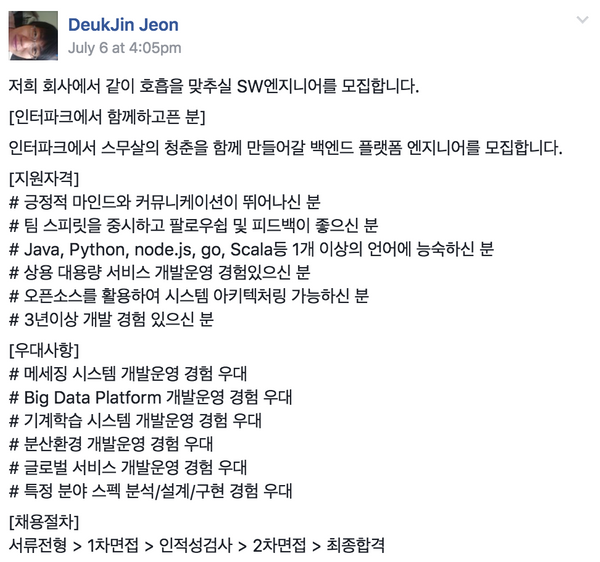 DeukJin Jeon
July 6 at 4:05pm
저희 회사에서 같이 호흡을 맞추실 SW엔지니어를 모집합니다.
[인터파크에서 함께하고픈 분]
인터파크에서 스무살의 청춘을 함께 만들어갈 백엔드 플랫폼 엔지니어를 모집합니다.
[지원자격]
# 긍정적 마인드와 커뮤니케이션이 뛰어나신 분
# 팀 스피릿을 중시하고 팔로우쉽 및 피드백이 좋으신 분
# Java, Python, node.js, go, Scala등 1개 이상의 언어에 능숙하신 분
# 상용 대용량 서비스 개발운영 경험있으신 분
# 오픈소스를 활용하여 시스템 아키텍처링 가능하신 분
# 3년이상 개발 경험 있으신 분
[우대사항]
# 메세징 시스템 개발운영 경험 우대
# Big Data Platform 개발운영 경험 우대
# 기계학습 시스템 개발운영 경험 우대
# 분산환경 개발운영 경험 우대
# 글로벌 서비스 개발운영 경험 우대
# 특정 분야 스펙 분석/설계/구현 경험 우대
[채용절차]
서류전형 > 1차면접 > 인적성검사 > 2차면접 > 최종합격